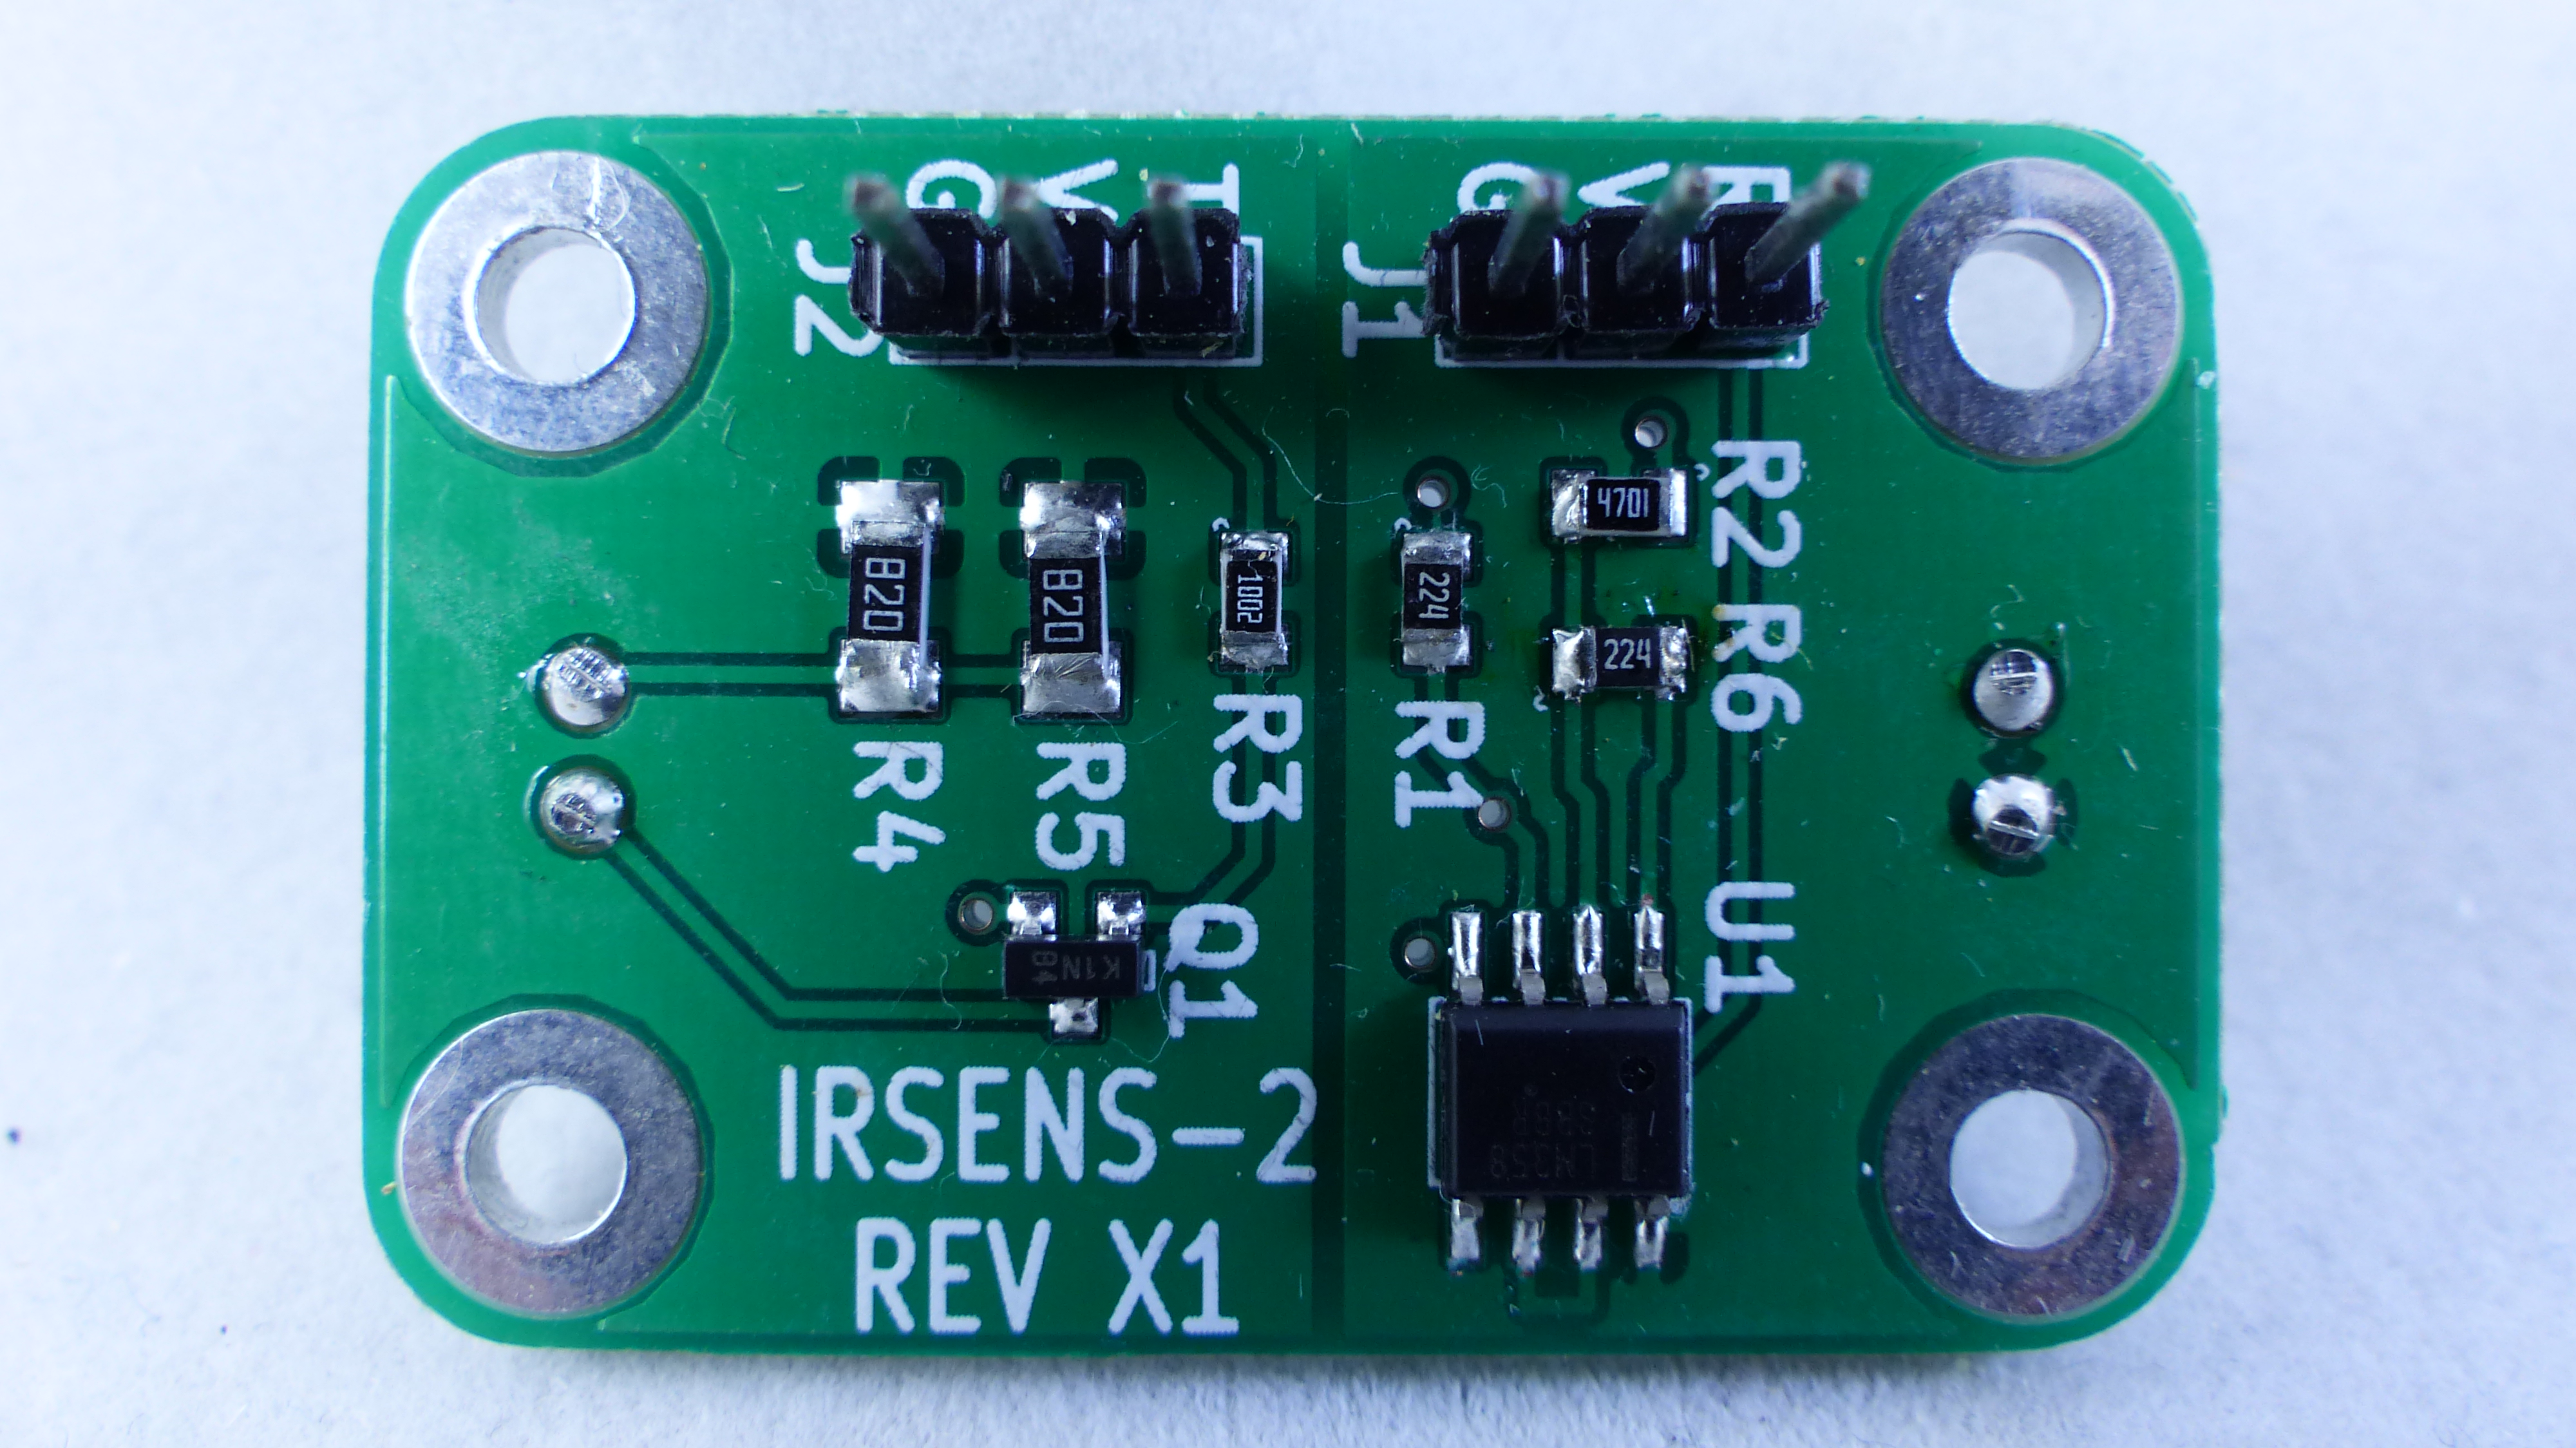 G V T
G V R
J2
J1
R2
R6
4701
820
820
1002
224
224
R4
R5
R3
R1
U1
Q1
K1N
84
LM358
IRSENS-2
REV X1